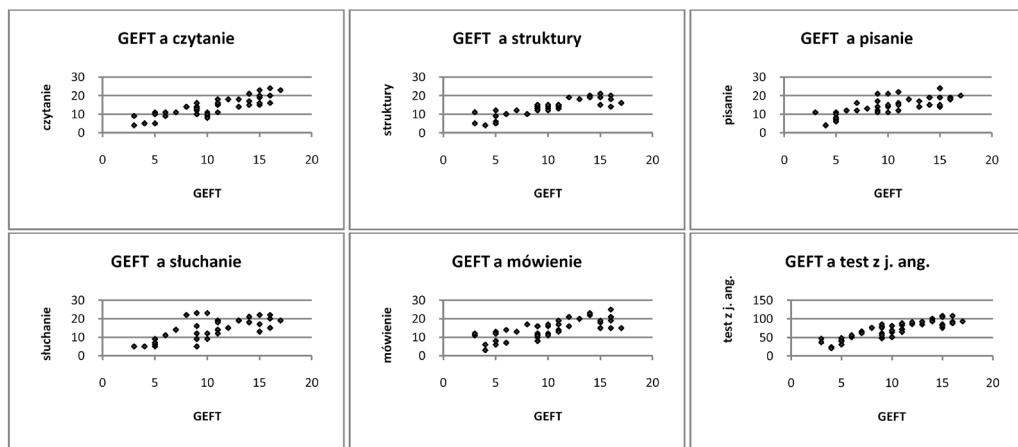 GEFT a czytanie
czytanie
30
20
10
0
0 5 10 15 20
GEFT
GEFT a struktury
struktury
30
20
10
0
0 5 10 15 20
GEFT
GEFT a pisanie
pisanie
30
20
10
0
0 5 10 15 20
GEFT
GEFT a słuchanie
słuchanie
30
20
10
0
0 5 10 15 20
GEFT
GEFT a mówienie
mówienie
30
20
10
0
0 5 10 15 20
GEFT
GEFT a test z j. ang.
test z j. ang.
150
100
50
0
0 5 10 15 20
GEFT